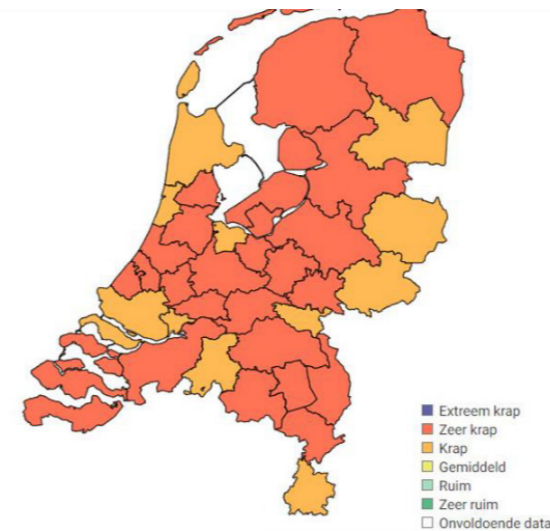 Extreem krap
Zeer krap
Krap
Gemiddeld
Ruim
Zeer ruim
Onvoldoende data